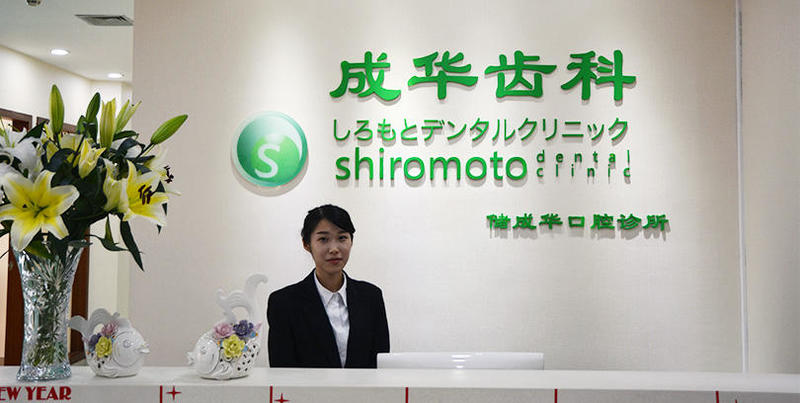 成华齿科
S
しろもとデンタルクリニック
shiromoto dental clinic
储成华口腔诊所
EW YEAR